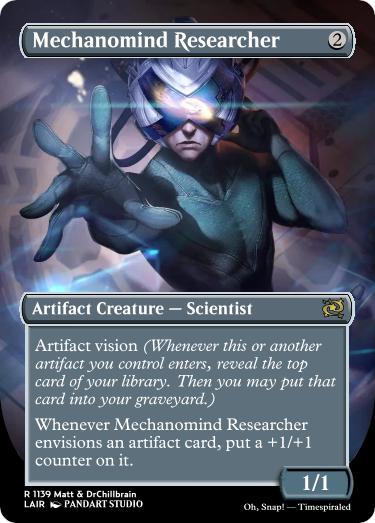 Mechanomind Researcher 2
Artifact Creature — Scientist
Artifact vision (Whenever this or another
artifact you control enters, reveal the top
card of your library. Then you may put that
card into your graveyard.)
Whenever Mechanomind Researcher
envisions an artifact card, put a +1/+1
counter on it.
1/1
R 1139 Matt & DrChillbrain
LAIR PANDART STUDIO
Oh, Snap! — Timespiraled